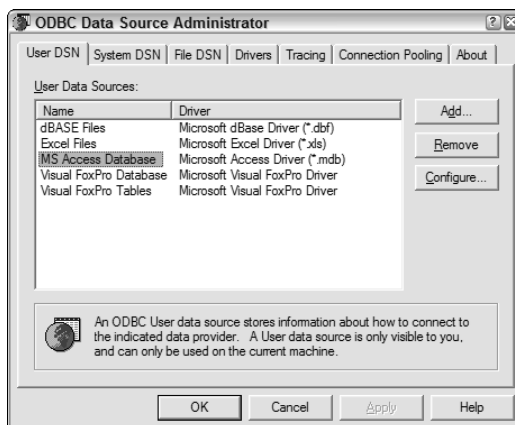 ODBC Data Source Administrator
User DSN System DSN File DSN Drivers Tracing Connection Pooling About
User Data Sources:
Name Driver
dBASE Files Microsoft dBase Driver (*.dbf)
Excel Files Microsoft Excel Driver (*.xls)
MS Access Database Microsoft Access Driver (*.mdb)
Visual FoxPro Database Microsoft Visual FoxPro Driver
Visual FoxPro Tables Microsoft Visual FoxPro Driver
Add...
Remove
Configure...
An ODBC User data source stores information about how to connect to
the indicated data provider. A User data source is only visible to you,
and can only be used on the current machine.
OK Cancel Apply Help